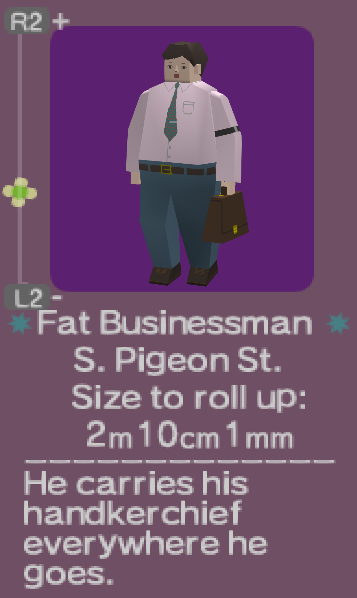 R2 +
L2 -
Fat Businessman
S. Pigeon St.
Size to roll up:
2m10cm1mm
He carries his
handkerchief
everywhere he
goes.